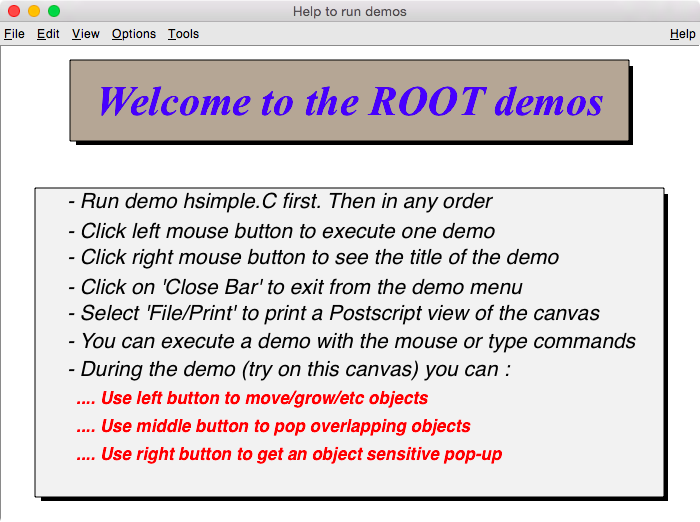 Help to run demos
File Edit View Options Tools Help
Welcome to the ROOT demos
- Run demo hsimple.C first. Then in any order
- Click left mouse button to execute one demo
- Click right mouse button to see the title of the demo
- Click on 'Close Bar' to exit from the demo menu
- Select 'File/Print' to print a Postscript view of the canvas
- You can execute a demo with the mouse or type commands
- During the demo (try on this canvas) you can :
.... Use left button to move/grow/etc objects
.... Use middle button to pop overlapping objects
.... Use right button to get an object sensitive pop-up